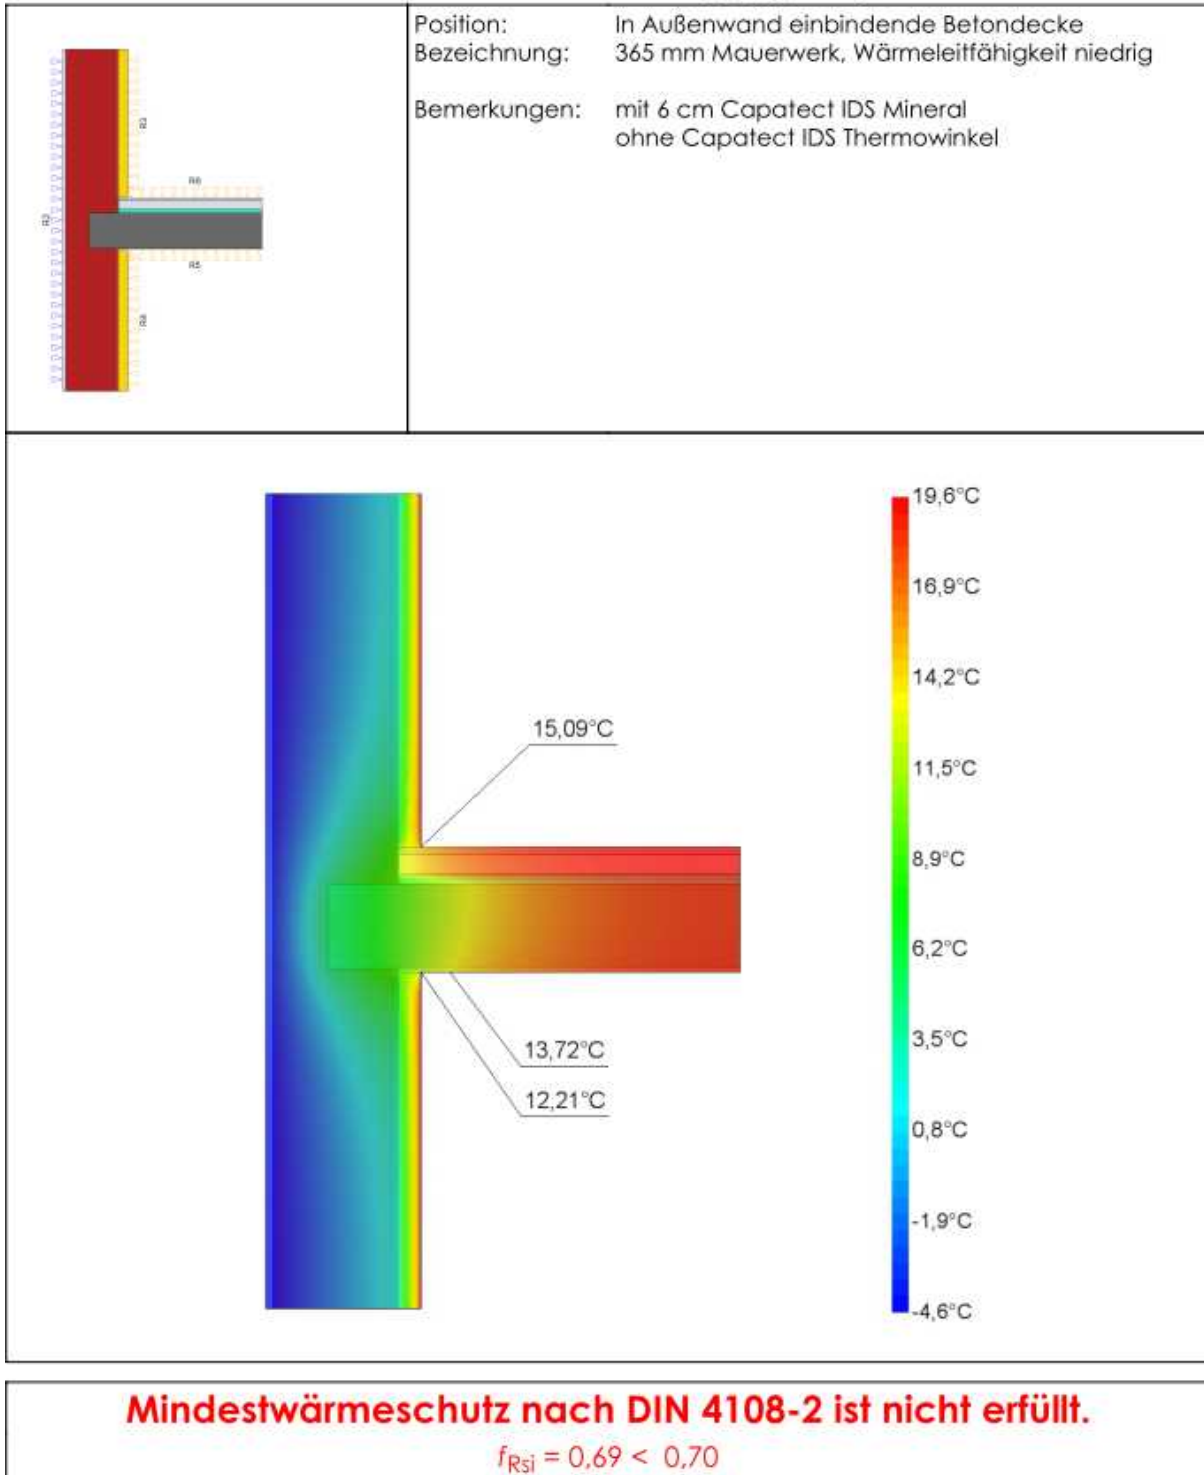 Position: In Außenwand einbindende Betondecke
Bezeichnung: 365 mm Mauerwerk, Wärmeleitfähigkeit niedrig
Bemerkungen: mit 6 cm Capatect IDS Mineral
ohne Capatect IDS Thermowinkel
R6
R5
19,6°C
16,9°C
14,2°C
15,09°C
11,5°C
8,9°C
6,2°C
3,5°C
13,72°C
12,21°C
0,8°C
-1,9°C
-4,6°C
Mindestwärmeschutz nach DIN 4108-2 ist nicht erfüllt.
fRsi = 0,69 < 0,70